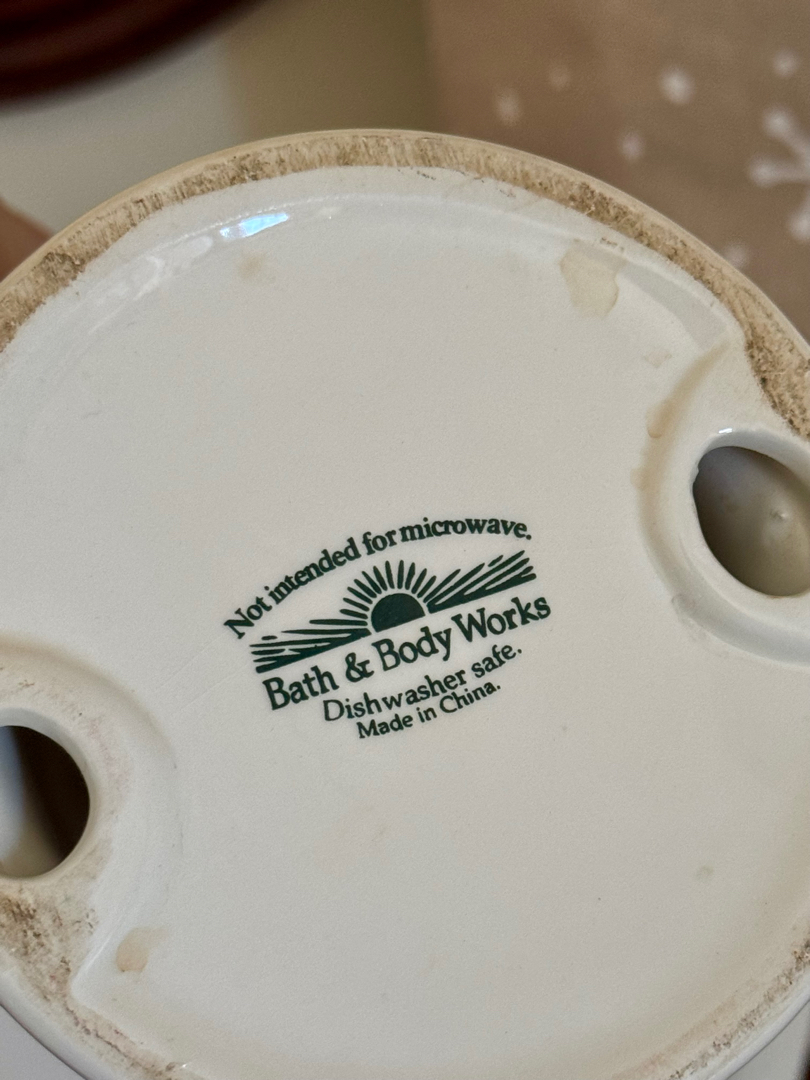 Not intended for microwave.
Bath & Body Works
Dishwasher safe.
Made in China.